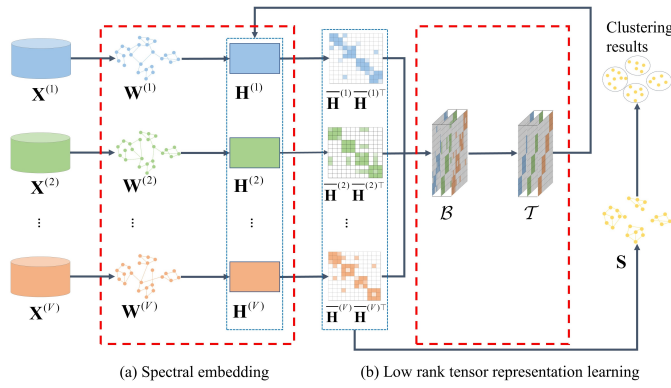 Clustering
results
X^(1) W^(1) H^(1) H̅^(1) H̅^(1)⊤
X^(2) W^(2) H^(2) H̅^(2) H̅^(2)⊤
ℬ 𝒯
⋮ ⋮ ⋮ ⋮
S
X^(V) W^(V) H^(V) H̅^(V) H̅^(V)⊤
(a) Spectral embedding (b) Low rank tensor representation learning